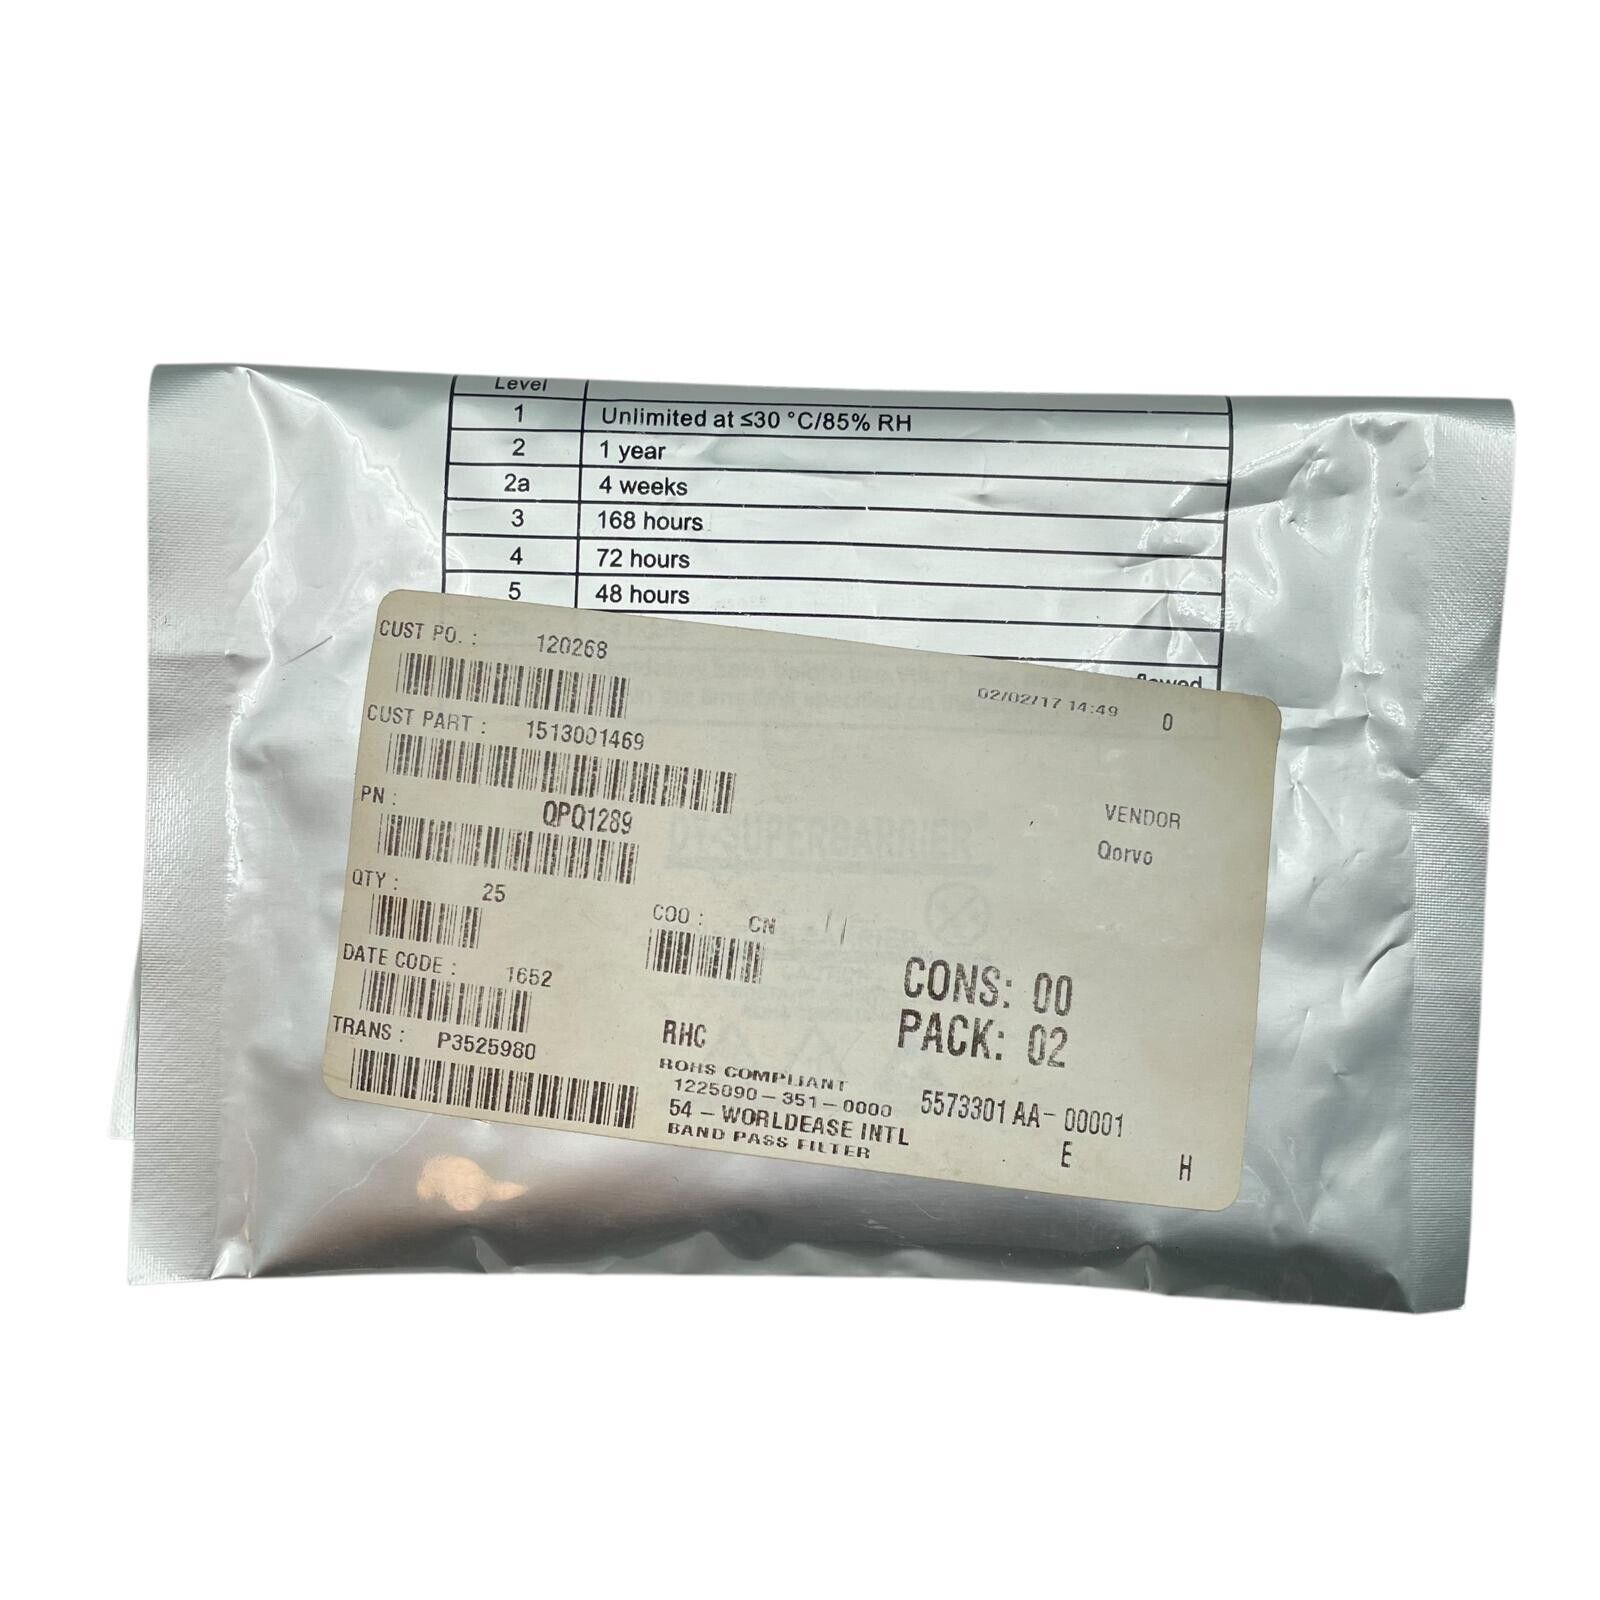 Level
1 Unlimited at ≤30 °C/85% RH
2 1 year
2a 4 weeks
3 168 hours
4 72 hours
5 48 hours
flowed
CUST PO. : 120268
02/02/17 14:49 0
CUST PART : 1513001469
PN : QPQ1289
VENDOR
Qorvo
QTY : 25
COO : CN
DATE CODE : 1652
CONS: 00
PACK: 02
TRANS : P3525980
RHC
ROHS COMPLIANT
1225090-351-0000
5573301AA-00001
54 - WORLDEASE INTL
BAND PASS FILTER
E H